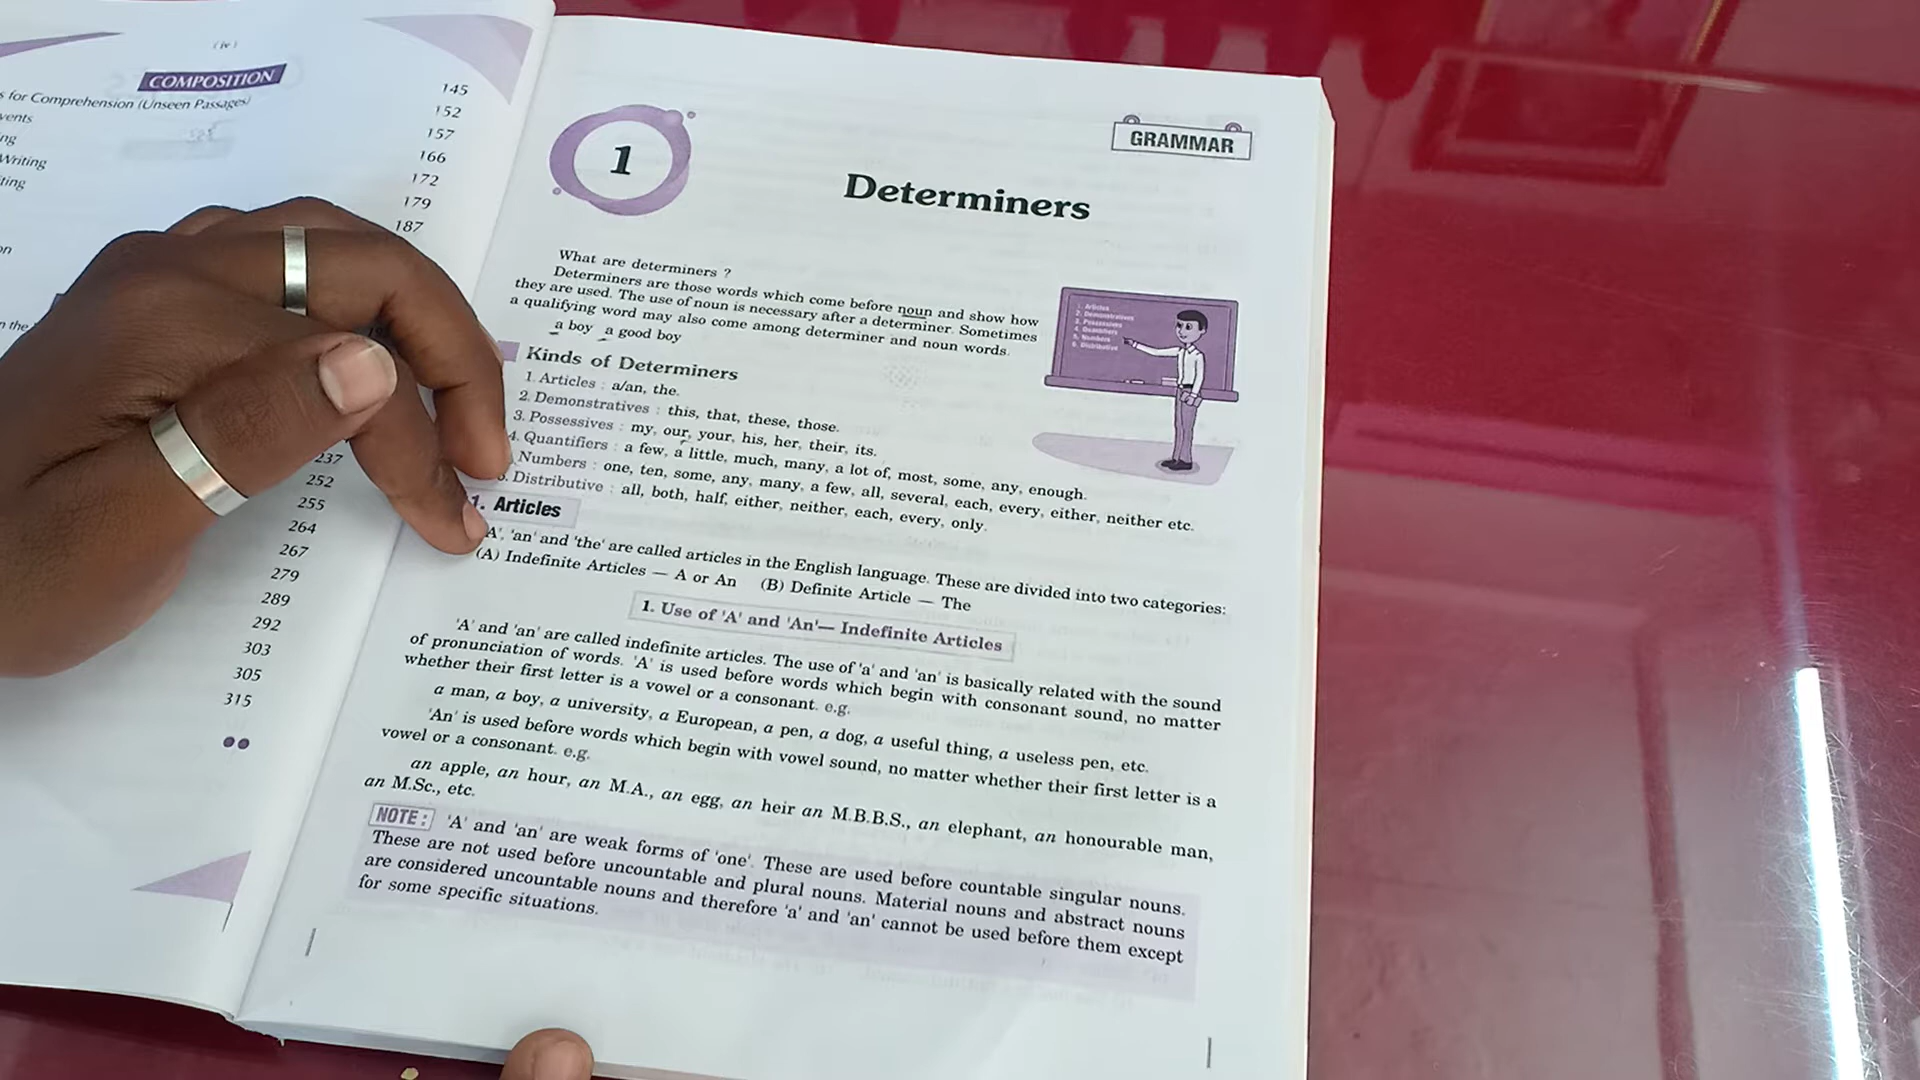 (iv)
COMPOSITION
s for Comprehension (Unseen Passages) 145
vents 152
ng 157
Writing 166
ting 172
179
187
on
n the
237
252
255
264
267
279
289
292
303
305
315
1
GRAMMAR
Determiners
What are determiners ?
Determiners are those words which come before noun and show how
they are used. The use of noun is necessary after a determiner. Sometimes
a qualifying word may also come among determiner and noun words.
a boy a good boy
1. Articles
2. Demonstratives
3. Possessives
4. Quantifiers
5. Numbers
6. Distributive
Kinds of Determiners
1. Articles : a/an, the.
2. Demonstratives : this, that, these, those.
3. Possessives : my, our, your, his, her, their, its.
4. Quantifiers : a few, a little, much, many, a lot of, most, some, any, enough.
Numbers : one, ten, some, any, many, a few, all, several, each, every, either, neither etc.
6. Distributive : all, both, half, either, neither, each, every, only.
1. Articles
'A', 'an' and 'the' are called articles in the English language. These are divided into two categories:
(A) Indefinite Articles — A or An (B) Definite Article — The
1. Use of 'A' and 'An'— Indefinite Articles
'A' and 'an' are called indefinite articles. The use of 'a' and 'an' is basically related with the sound
of pronunciation of words. 'A' is used before words which begin with consonant sound, no matter
whether their first letter is a vowel or a consonant. e.g.
a man, a boy, a university, a European, a pen, a dog, a useful thing, a useless pen, etc.
'An' is used before words which begin with vowel sound, no matter whether their first letter is a
vowel or a consonant. e.g.
an apple, an hour, an M.A., an egg, an heir an M.B.B.S., an elephant, an honourable man,
an M.Sc., etc.
NOTE : 'A' and 'an' are weak forms of 'one'. These are used before countable singular nouns.
These are not used before uncountable and plural nouns. Material nouns and abstract nouns
are considered uncountable nouns and therefore 'a' and 'an' cannot be used before them except
for some specific situations.